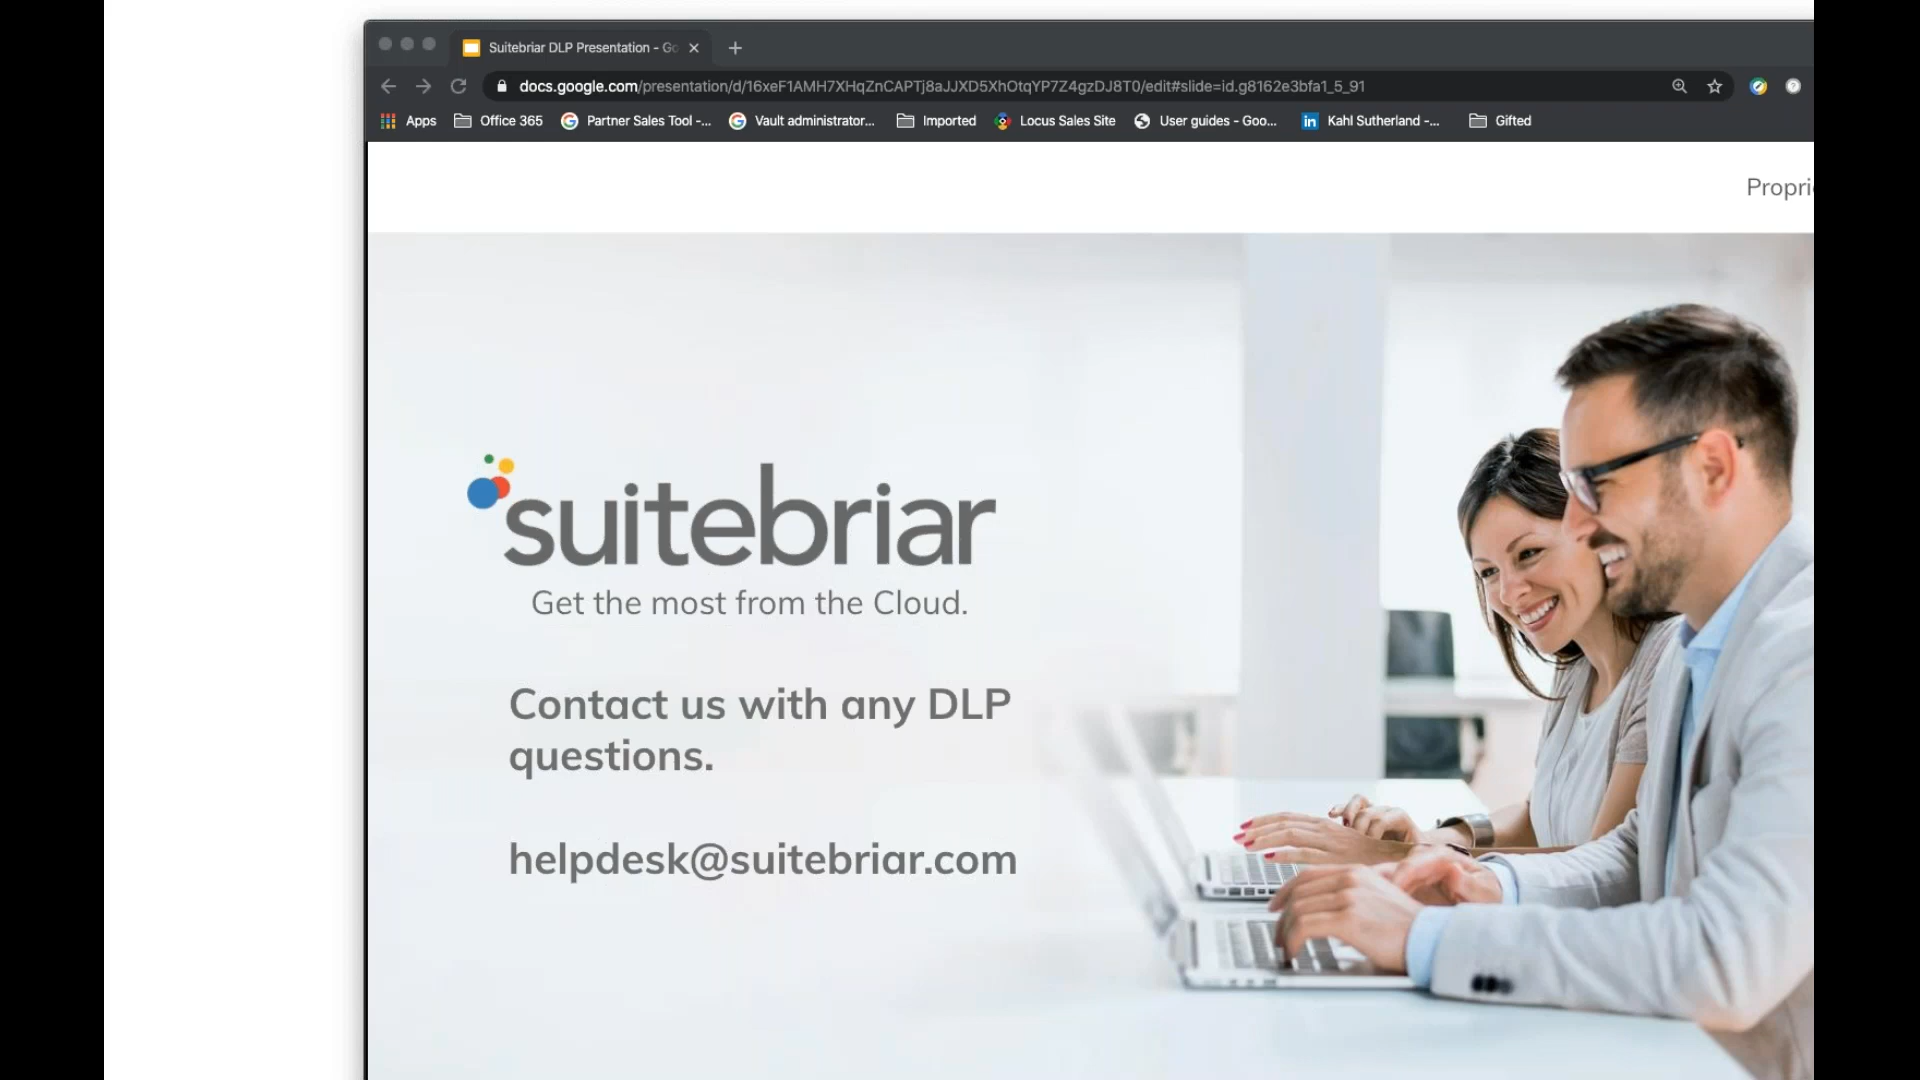 Suitebriar DLP Presentation - Go
docs.google.com/presentation/d/16xeF1AMH7XHqZnCAPTj8aJJXD5XhOtqYP7Z4gzDJ8T0/edit#slide=id.g8162e3bfa1_5_91
Apps Office 365 Partner Sales Tool -... Vault administrator... Imported Locus Sales Site User guides - Goo... Kahl Sutherland -... Gifted
Propri
suitebriar
Get the most from the Cloud.
Contact us with any DLP
questions.
helpdesk@suitebriar.com